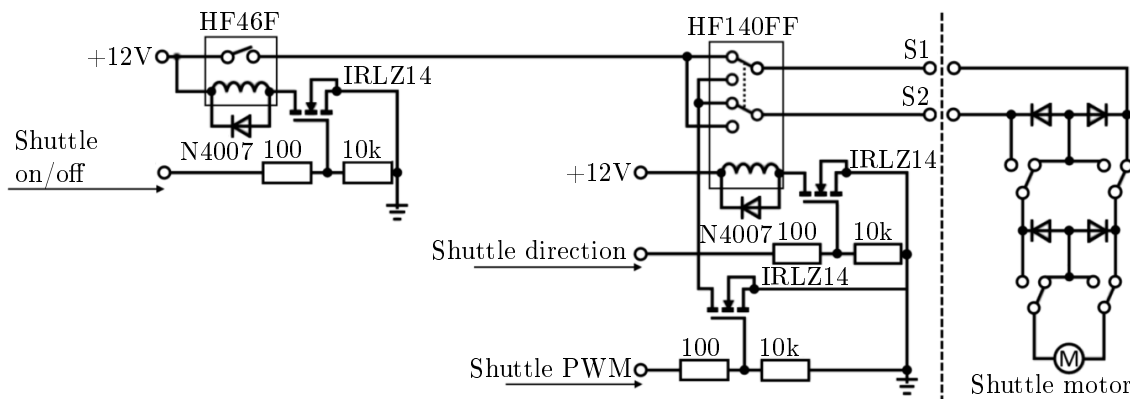 HF46F
HF140FF
+12V
S1
IRLZ14
S2
Shuttle
on/off
N4007
100
10k
+12V
IRLZ14
N4007
100
10k
Shuttle direction
IRLZ14
100
10k
Shuttle PWM
M
Shuttle motor